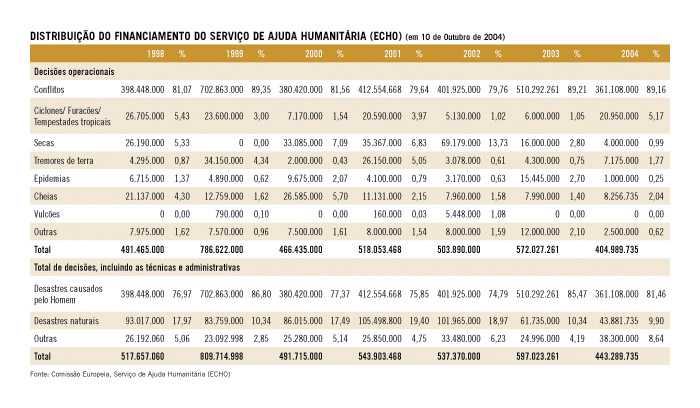 DISTRIBUIÇÃO DO FINANCIAMENTO DO SERVIÇO DE AJUDA HUMANITÁRIA (ECHO) (em 10 de Outubro de 2004)
1998 % 1999 % 2000 % 2001 % 2002 % 2003 % 2004 %
Decisões operacionais
Conflitos 398.448.000 81,07 702.863.000 89,35 380.420.000 81,56 412.554.668 79,64 401.925.000 79,76 510.292.261 89,21 361.108.000 89,16
Ciclones/ Furacões/
Tempestades tropicais 26.705.000 5,43 23.600.000 3,00 7.170.000 1,54 20.590.000 3,97 5.130.000 1,02 6.000.000 1,05 20.950.000 5,17
Secas 26.190.000 5,33 0 0,00 33.085.000 7,09 35.367.000 6,83 69.179.000 13,73 16.000.000 2,80 4.000.000 0,99
Tremores de terra 4.295.000 0,87 34.150.000 4,34 2.000.000 0,43 26.150.000 5,05 3.078.000 0,61 4.300.000 0,75 7.175.000 1,77
Epidemias 6.715.000 1,37 4.890.000 0,62 9.675.000 2,07 4.100.000 0,79 3.170.000 0,63 15.445.000 2,70 1.000.000 0,25
Cheias 21.137.000 4,30 12.759.000 1,62 26.585.000 5,70 11.131.000 2,15 7.960.000 1,58 7.990.000 1,40 8.256.735 2,04
Vulcões 0 0,00 790.000 0,10 0 0,00 160.000 0,03 5.448.000 1,08 0 0,00 0 0,00
Outras 7.975.000 1,62 7.570.000 0,96 7.500.000 1,61 8.000.000 1,54 8.000.000 1,59 12.000.000 2,10 2.500.000 0,62
Total 491.465.000 786.622.000 466.435.000 518.053.468 503.890.000 572.027.261 404.989.735
Total de decisões, incluindo as técnicas e administrativas
Desastres causados
pelo Homem 398.448.000 76,97 702.863.000 86,80 380.420.000 77,37 412.554.668 75,85 401.925.000 74,79 510.292.261 85,47 361.108.000 81,46
Desastres naturais 93.017.000 17,97 83.759.000 10,34 86.015.000 17,49 105.498.800 19,40 101.965.000 18,97 61.735.000 10,34 43.881.735 9,90
Outras 26.192.060 5,06 23.092.998 2,85 25.280.000 5,14 25.850.000 4,75 33.480.000 6,23 24.996.000 4,19 38.300.000 8,64
Total 517.657.060 809.714.998 491.715.000 543.903.468 537.370.000 597.023.261 443.289.735
Fonte: Comissão Europeia, Serviço de Ajuda Humanitária (ECHO)